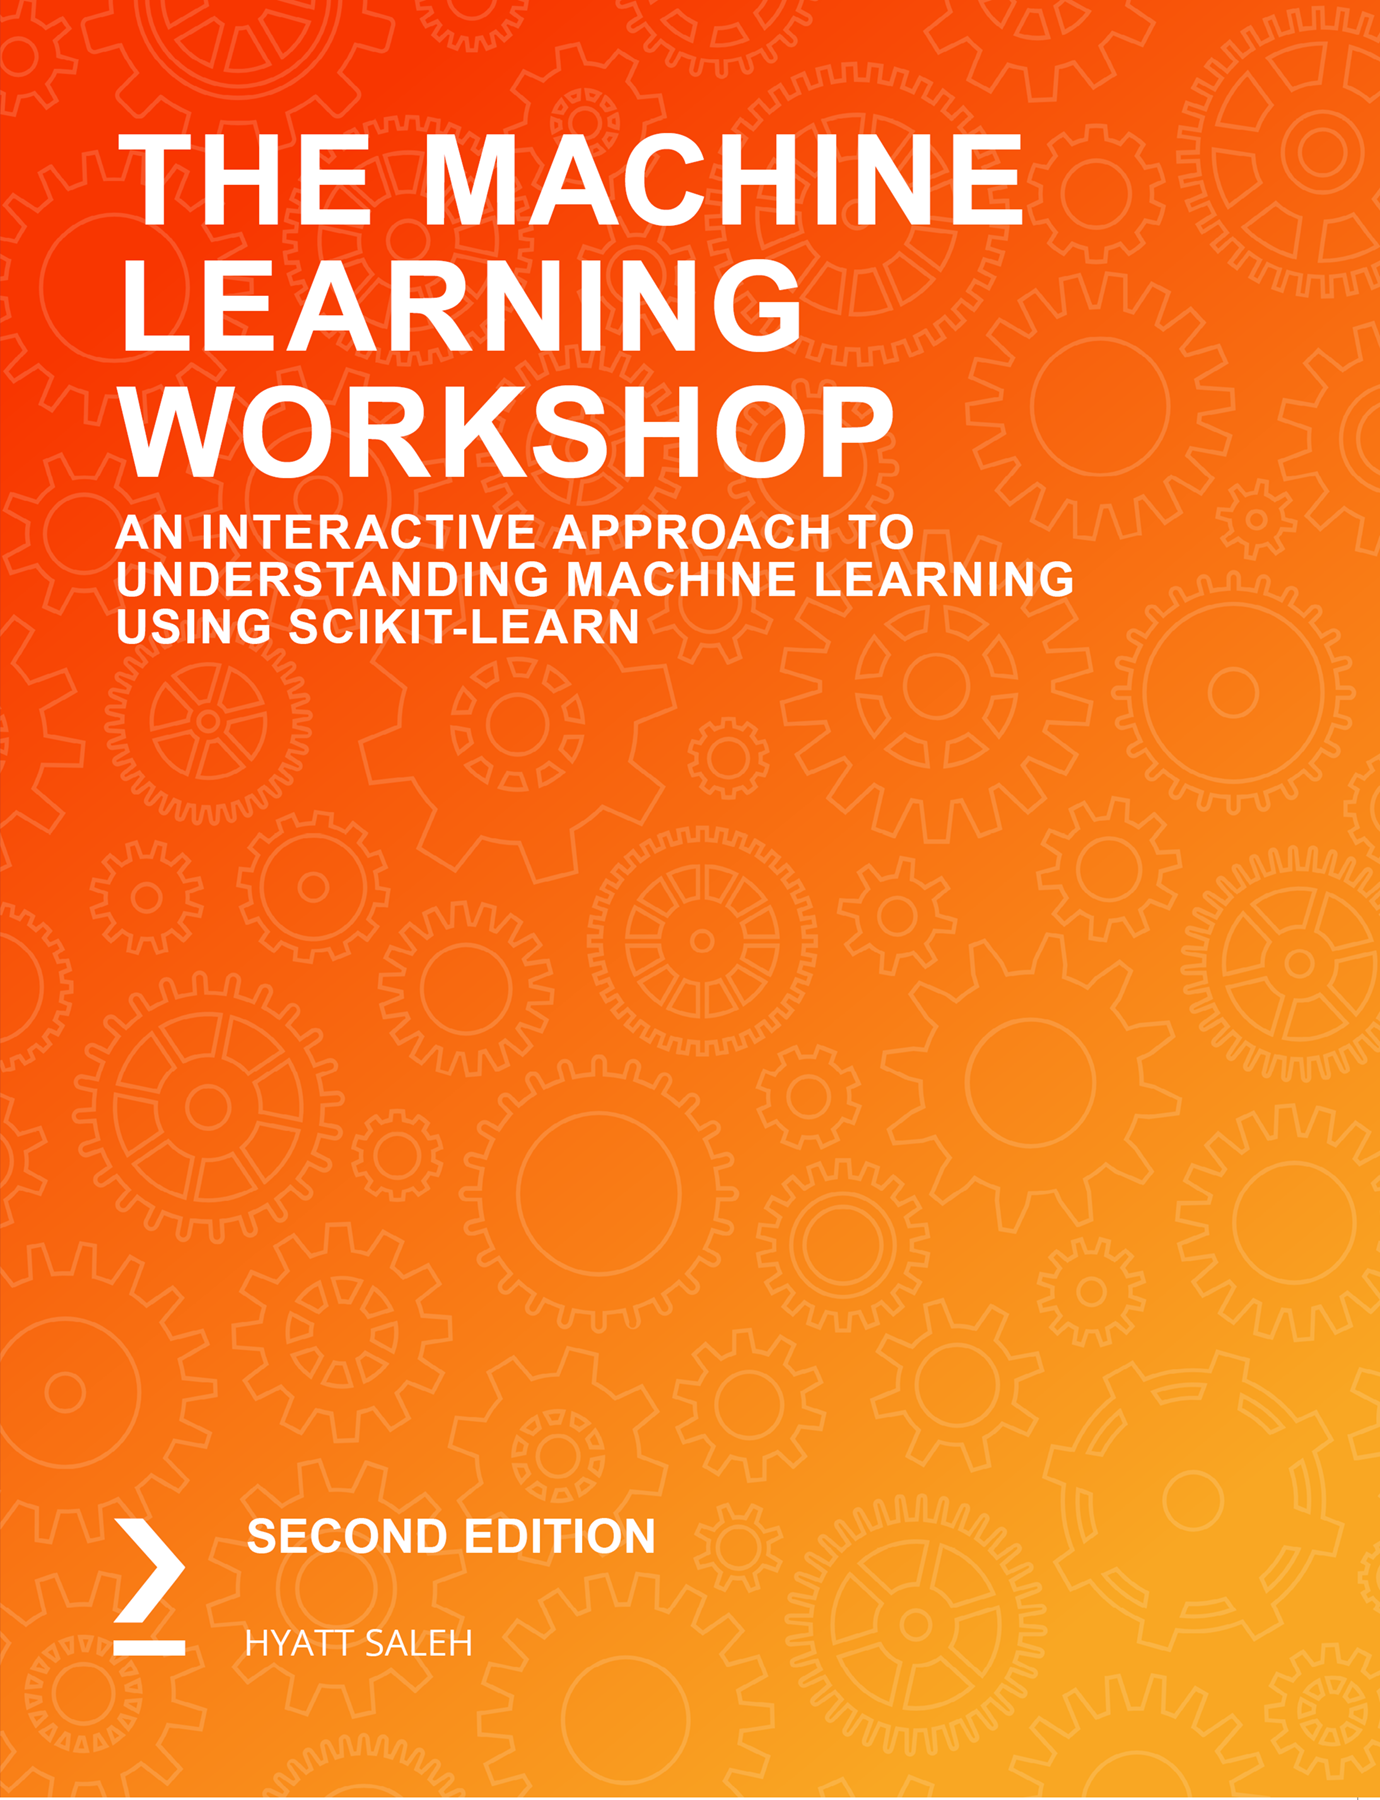 THE MACHINE
LEARNING
WORKSHOP
AN INTERACTIVE APPROACH TO
UNDERSTANDING MACHINE LEARNING
USING SCIKIT-LEARN
SECOND EDITION
HYATT SALEH